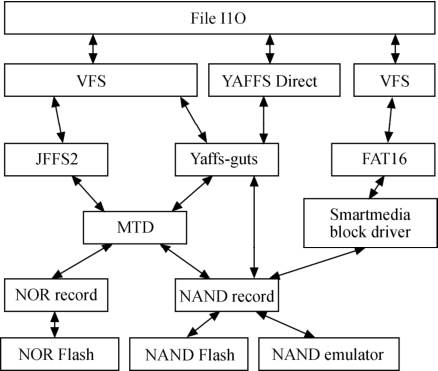 File I1O
VFS
YAFFS Direct
VFS
JFFS2
Yaffs-guts
FAT16
MTD
Smartmedia
block driver
NOR record
NAND record
NOR Flash
NAND Flash
NAND emulator